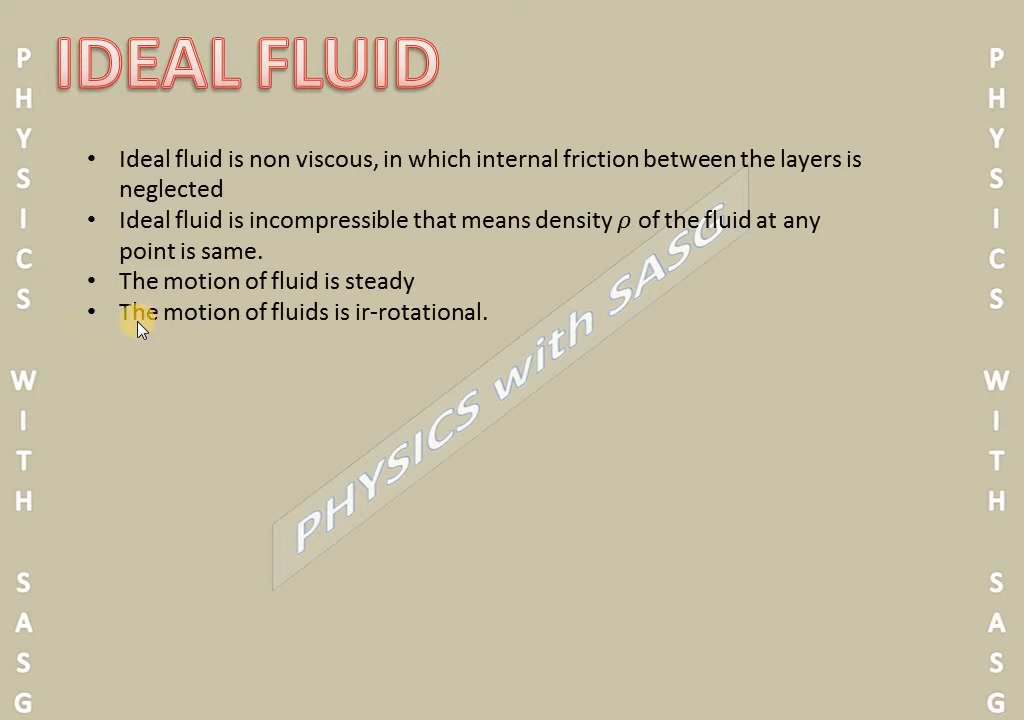 IDEAL FLUID
• Ideal fluid is non viscous, in which internal friction between the layers is
neglected
• Ideal fluid is incompressible that means density ρ of the fluid at any
point is same.
• The motion of fluid is steady
• The motion of fluids is ir-rotational.
PHYSICS with SASG
PHYSICS WITH SASG
PHYSICS WITH SASG